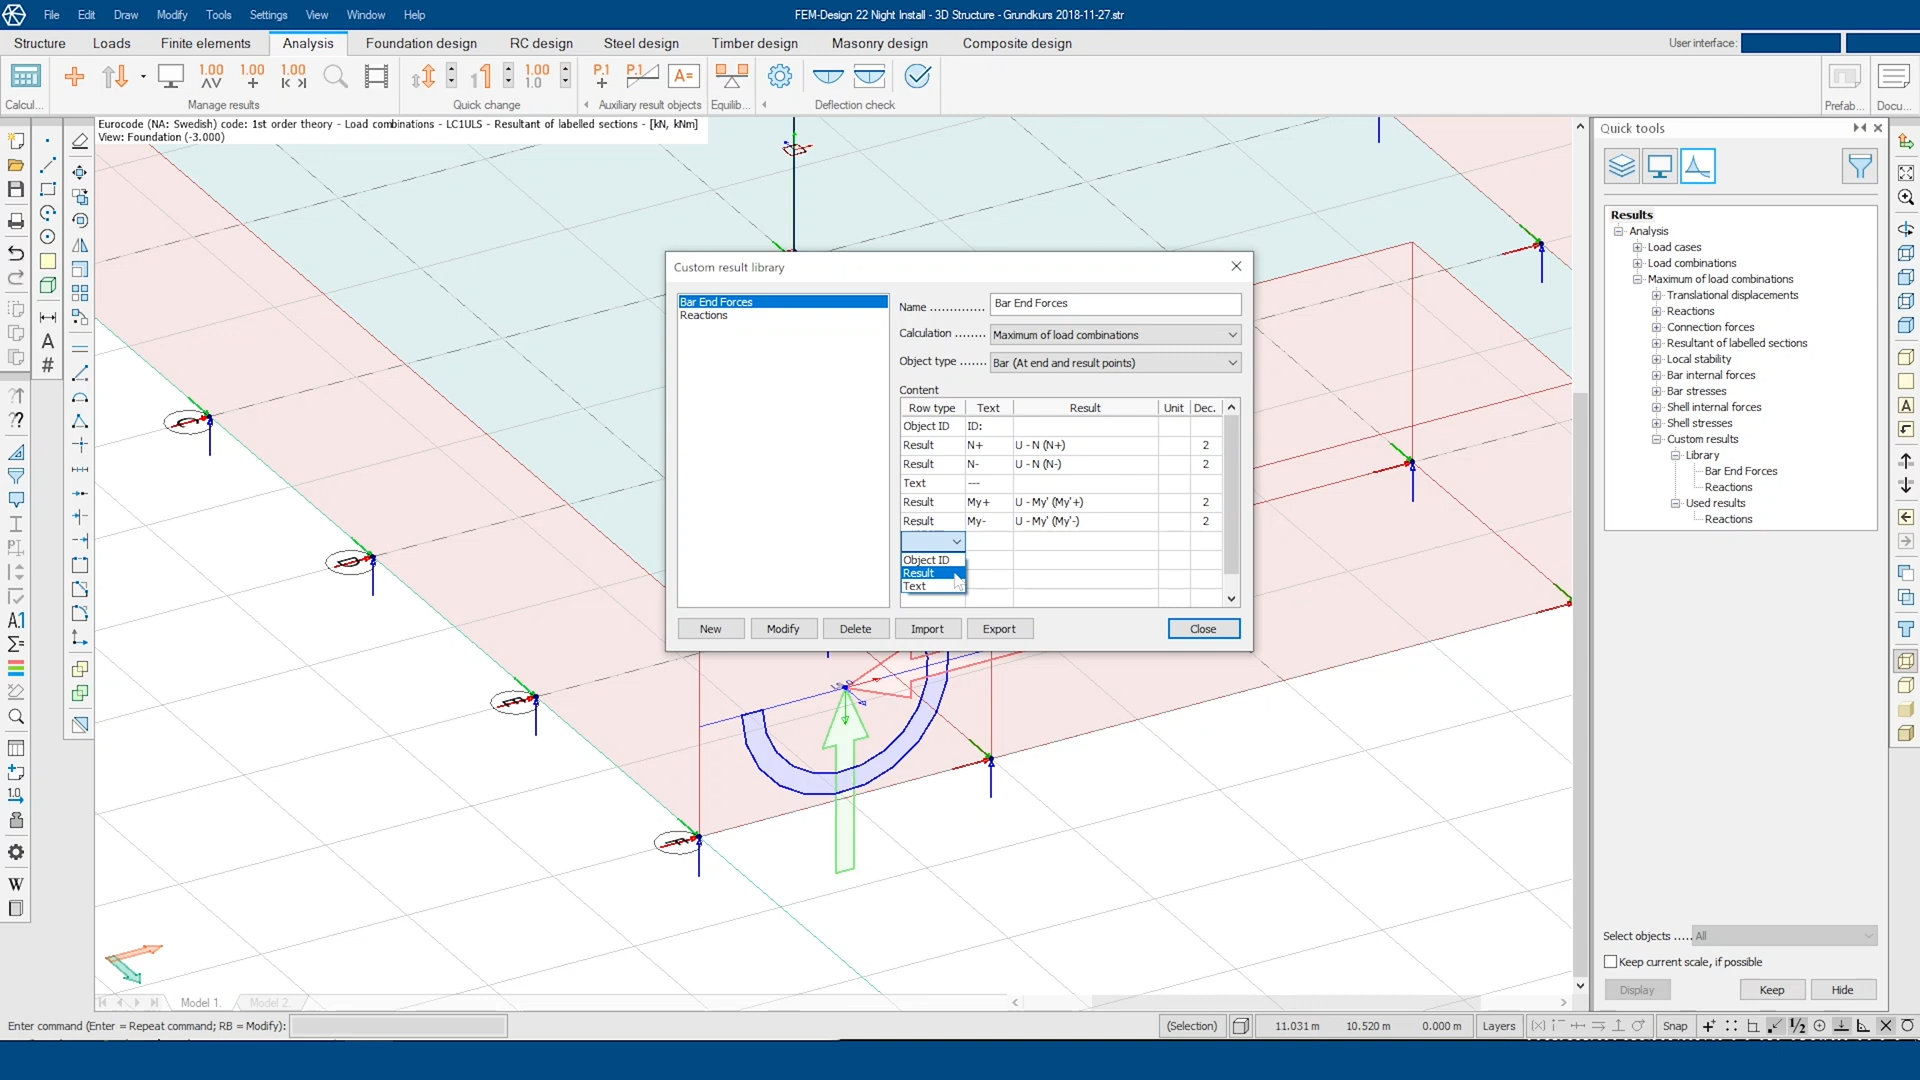 File Edit Draw Modify Tools Settings View Window Help
FEM-Design 22 Night Install - 3D Structure - Grundkurs 2018-11-27.str
Structure Loads Finite elements Analysis Foundation design RC design Steel design Timber design Masonry design Composite design
User interface:
Calcul... Manage results Quick change Auxiliary result objects Equilib... Deflection check Prefab... Docu...
Eurocode (NA: Swedish) code: 1st order theory - Load combinations - LC1ULS - Resultant of labelled sections - [kN, kNm]
View: Foundation (-3.000)
Quick tools
Results
Analysis
Load cases
Load combinations
Maximum of load combinations
Translational displacements
Reactions
Connection forces
Resultant of labelled sections
Local stability
Bar internal forces
Bar stresses
Shell internal forces
Shell stresses
Custom results
Library
Bar End Forces
Reactions
Used results
Reactions
Custom result library
Bar End Forces
Reactions
Name .............. Bar End Forces
Calculation ........ Maximum of load combinations
Object type ....... Bar (At end and result points)
Content
Row type Text Result Unit Dec.
Object ID ID:
Result N+ U - N (N+) 2
Result N- U - N (N-) 2
Text ---
Result My+ U - My' (My'+) 2
Result My- U - My' (My'-) 2
Object ID
Result
Text
New Modify Delete Import Export Close
Select objects ..... All
Keep current scale, if possible
Display Keep Hide
Model 1. Model 2.
Enter command (Enter = Repeat command; RB = Modify):
(Selection) 11.031 m 10.520 m 0.000 m Layers Snap